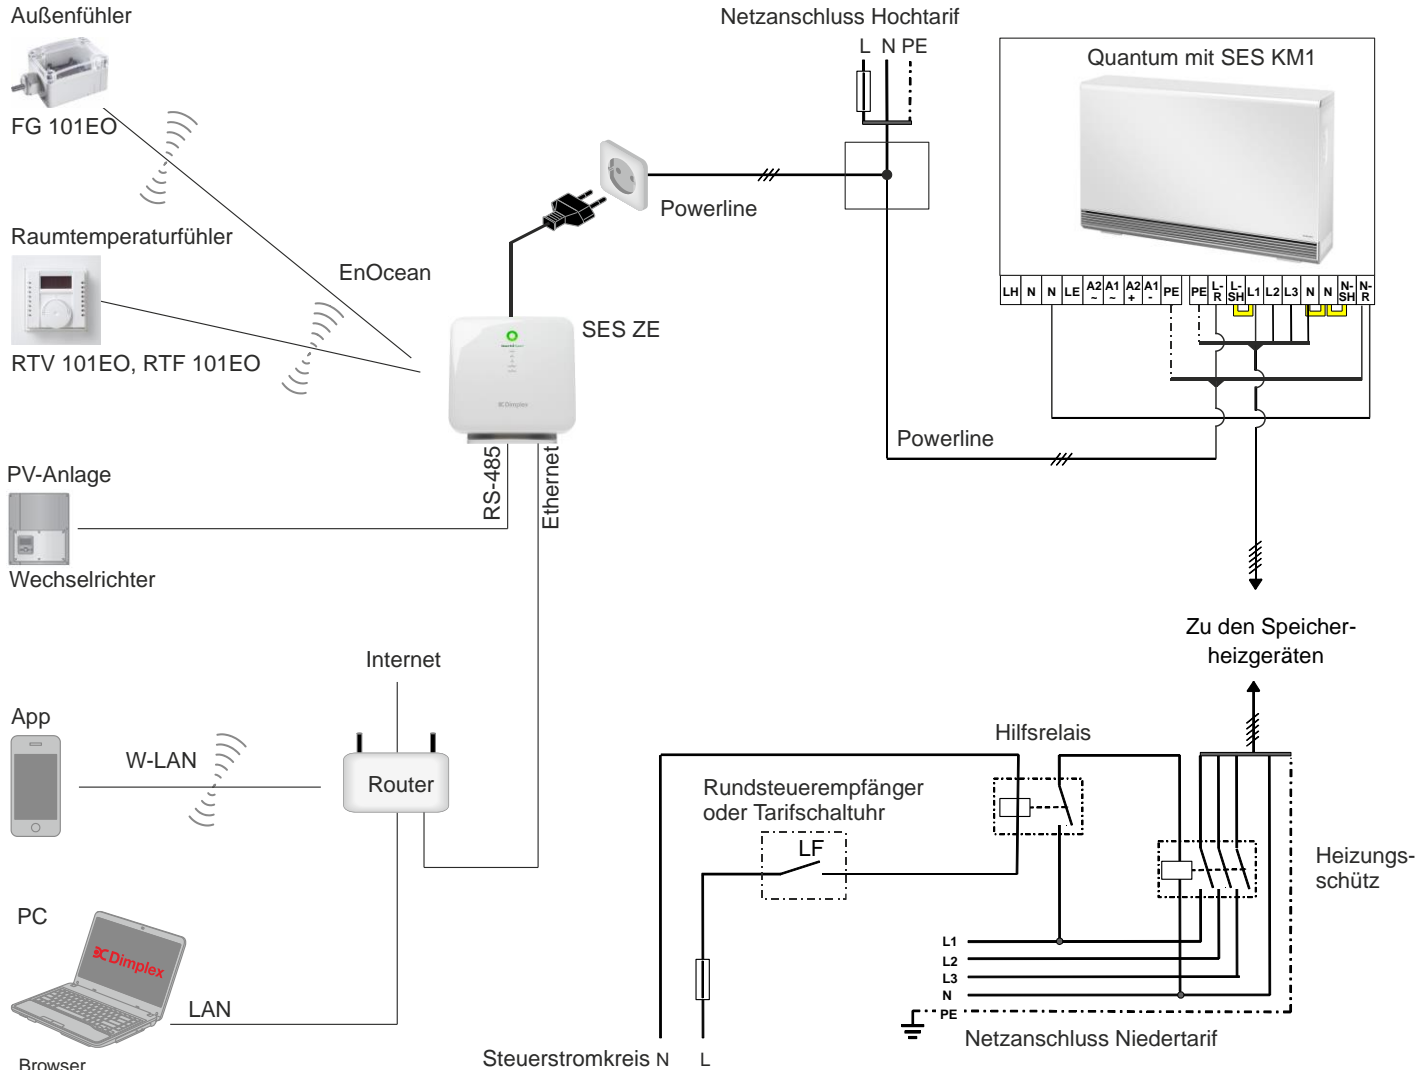 Außenfühler
FG 101EO
Raumtemperaturfühler
RTV 101EO, RTF 101EO
EnOcean
SES ZE
Dimplex
RS-485
Ethernet
PV-Anlage
Wechselrichter
Internet
App
W-LAN
Router
PC
Dimplex
LAN
Browser
Netzanschluss Hochtarif
L N PE
Powerline
Quantum mit SES KM1
LH N N LE A2~ A1~ A2+ A1- PE PE L-R L-SH L1 L2 L3 N N N-SH N-R
Powerline
Zu den Speicher-
heizgeräten
Hilfsrelais
Rundsteuerempfänger
oder Tarifschaltuhr
LF
Heizungs-
schütz
L1
L2
L3
N
PE
Netzanschluss Niedertarif
Steuerstromkreis N L